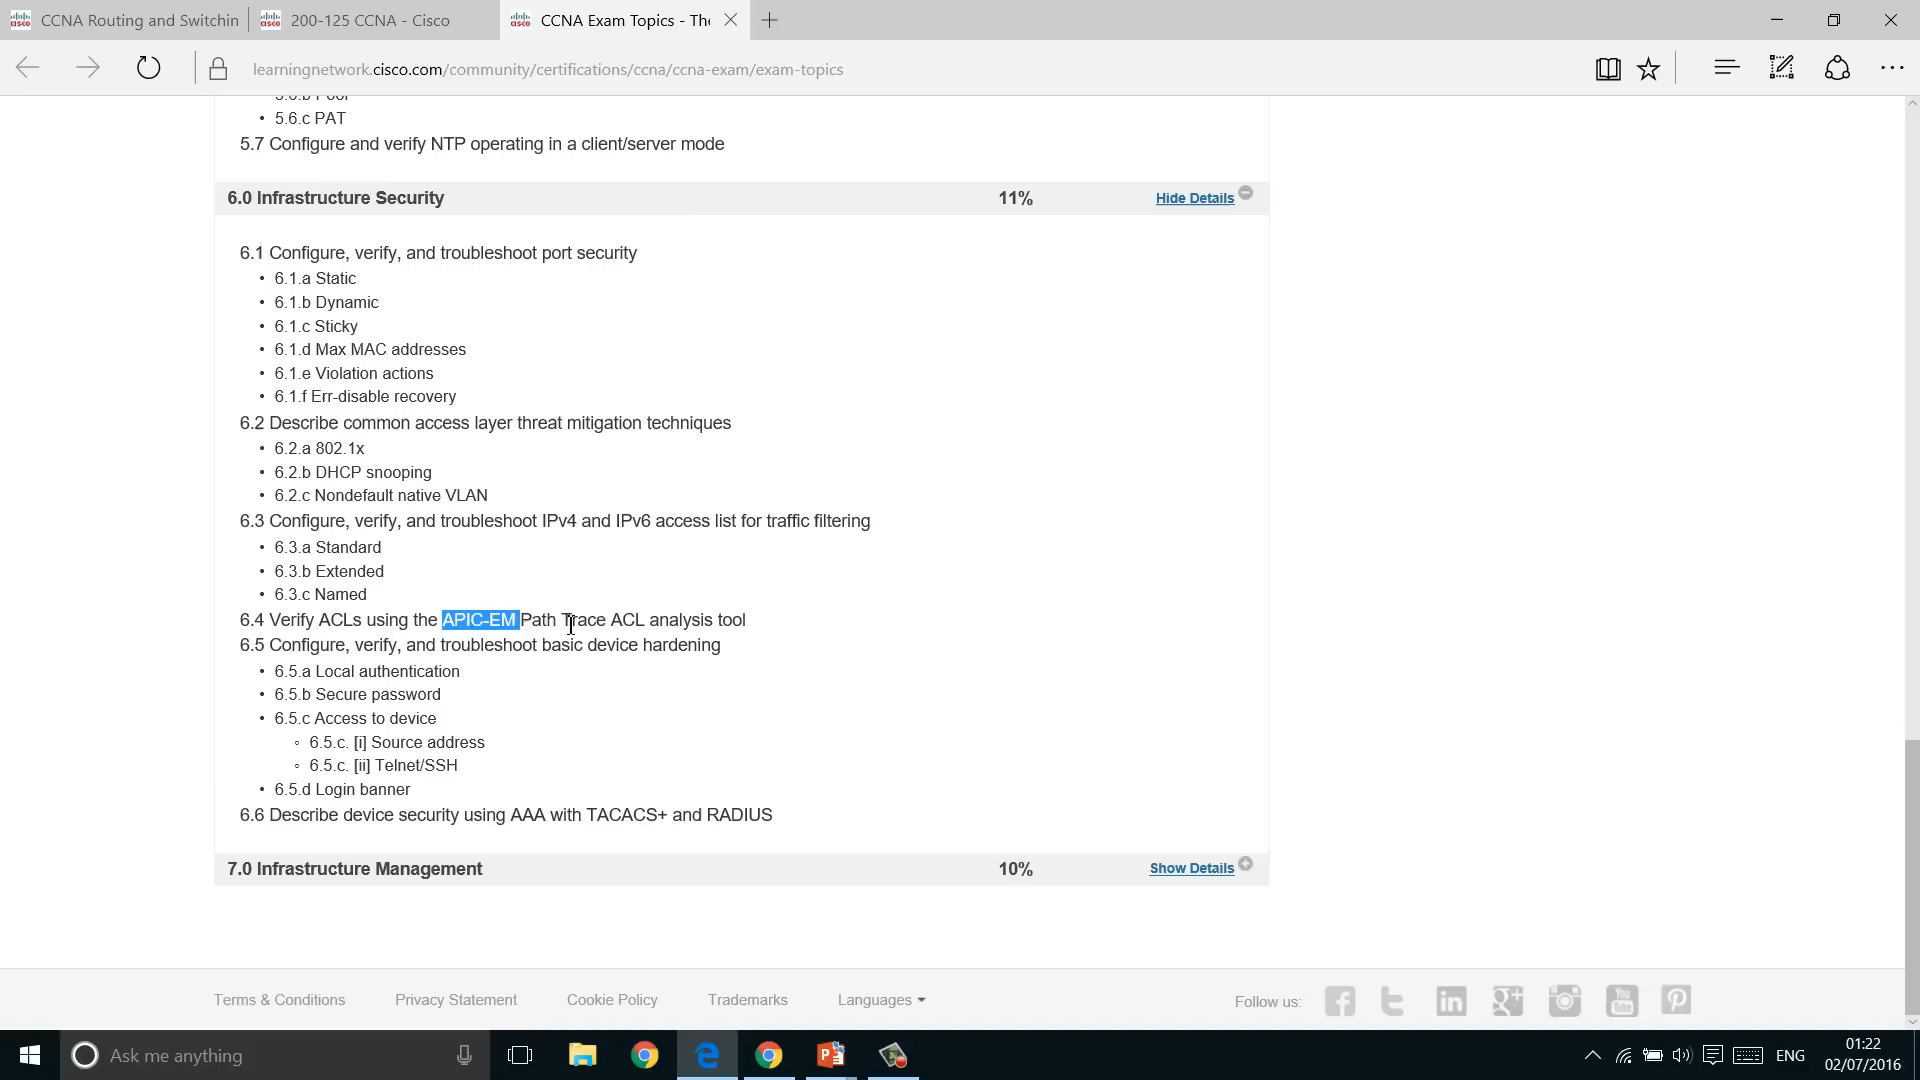 CCNA Routing and Switchin
200-125 CCNA - Cisco
CCNA Exam Topics - Th
learningnetwork.cisco.com/community/certifications/ccna/ccna-exam/exam-topics
• 5.6.c PAT
5.7 Configure and verify NTP operating in a client/server mode
6.0 Infrastructure Security 11% Hide Details
6.1 Configure, verify, and troubleshoot port security
• 6.1.a Static
• 6.1.b Dynamic
• 6.1.c Sticky
• 6.1.d Max MAC addresses
• 6.1.e Violation actions
• 6.1.f Err-disable recovery
6.2 Describe common access layer threat mitigation techniques
• 6.2.a 802.1x
• 6.2.b DHCP snooping
• 6.2.c Nondefault native VLAN
6.3 Configure, verify, and troubleshoot IPv4 and IPv6 access list for traffic filtering
• 6.3.a Standard
• 6.3.b Extended
• 6.3.c Named
6.4 Verify ACLs using the APIC-EM Path Trace ACL analysis tool
6.5 Configure, verify, and troubleshoot basic device hardening
• 6.5.a Local authentication
• 6.5.b Secure password
• 6.5.c Access to device
◦ 6.5.c. [i] Source address
◦ 6.5.c. [ii] Telnet/SSH
• 6.5.d Login banner
6.6 Describe device security using AAA with TACACS+ and RADIUS
7.0 Infrastructure Management 10% Show Details
Terms & Conditions Privacy Statement Cookie Policy Trademarks Languages Follow us:
Ask me anything
ENG
01:22
02/07/2016